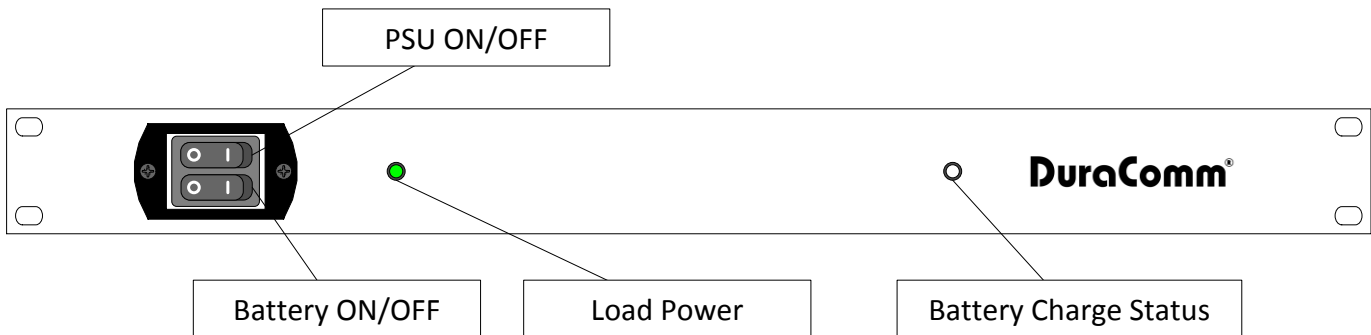 PSU ON/OFF
O I
O I
DuraComm®
Battery ON/OFF
Load Power
Battery Charge Status